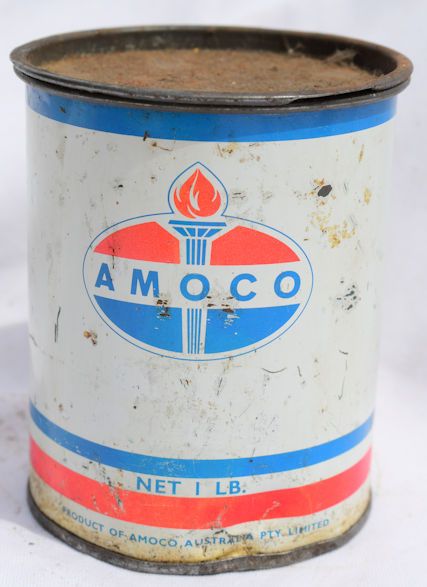 AMOCO
NET 1 LB.
PRODUCT OF AMOCO, AUSTRALIA PTY. LIMITED